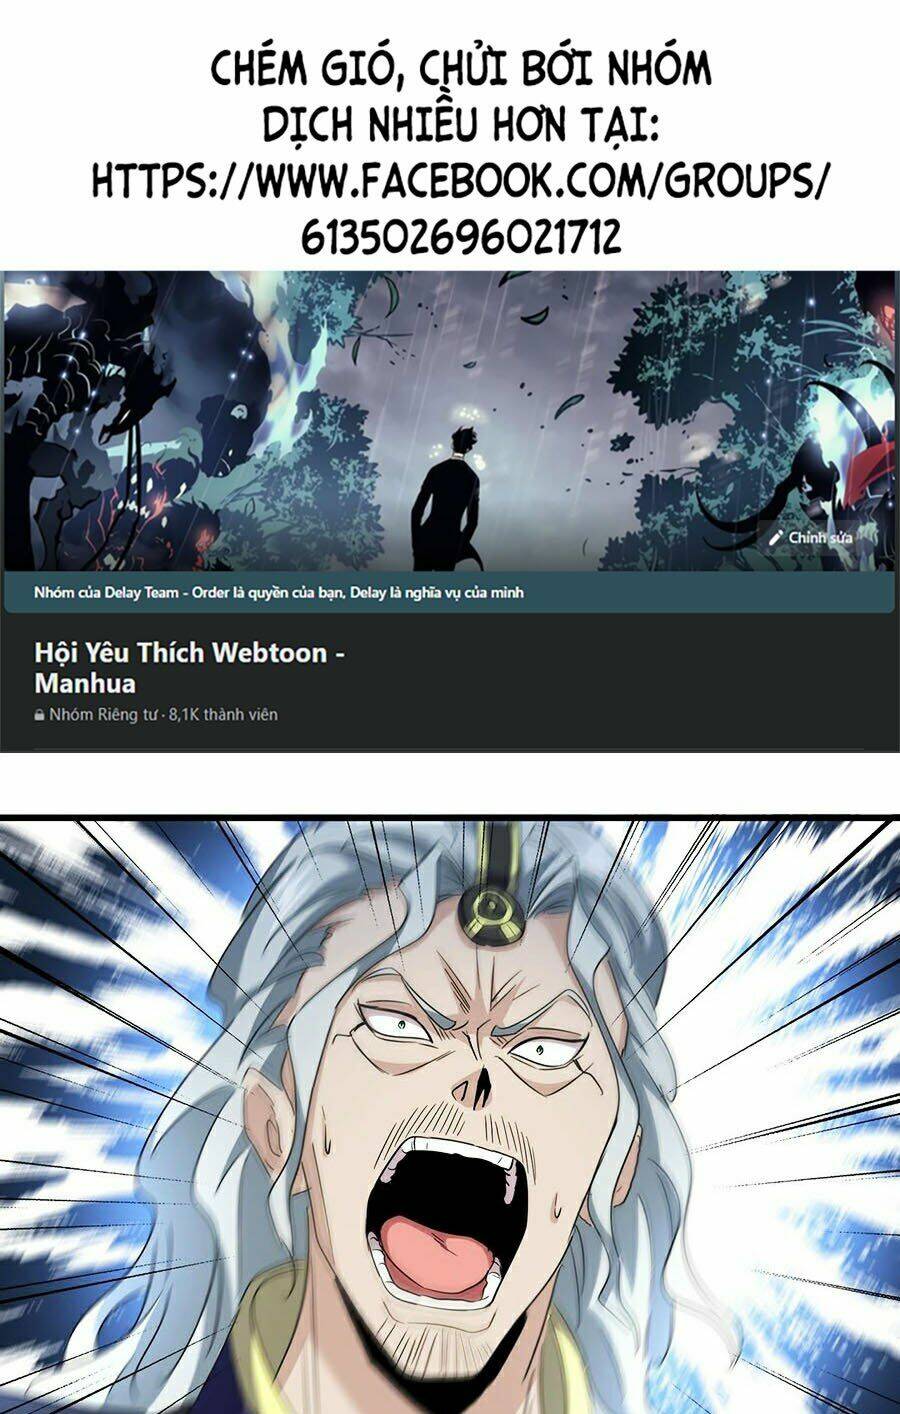 CHÉM GIÓ, CHỬI BỚI NHÓM
DỊCH NHIỀU HƠN TẠI:
HTTPS://WWW.FACEBOOK.COM/GROUPS/
613502696021712
Chỉnh sửa
Nhóm của Delay Team - Order là quyền của bạn, Delay là nghĩa vụ của mình
Hội Yêu Thích Webtoon -
Manhua
Nhóm Riêng tư · 8,1K thành viên